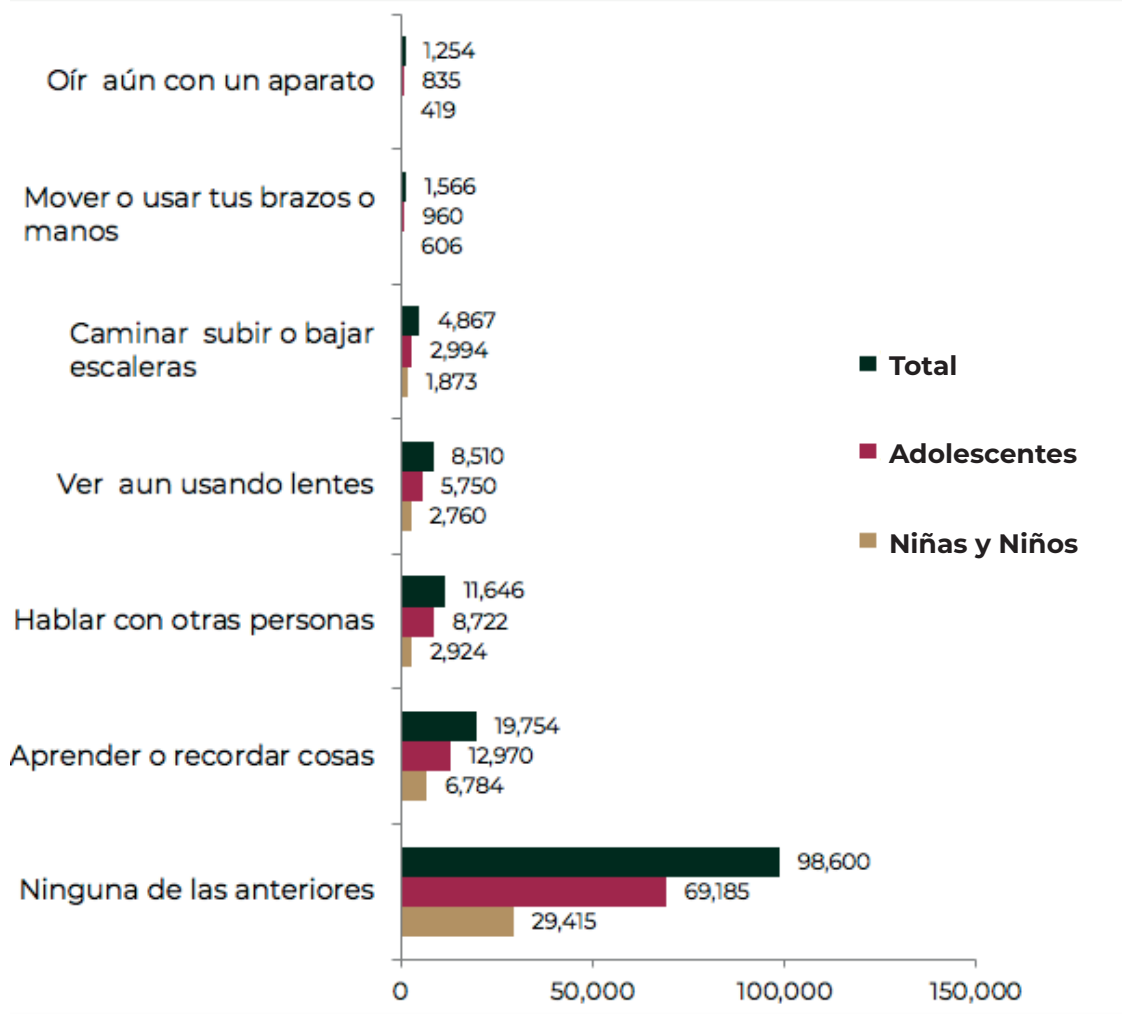 Oír aún con un aparato
1,254
835
419
Mover o usar tus brazos o
manos
1,566
960
606
Caminar subir o bajar
escaleras
4,867
2,994
1,873
Ver aun usando lentes
8,510
5,750
2,760
Hablar con otras personas
11,646
8,722
2,924
Aprender o recordar cosas
19,754
12,970
6,784
Ninguna de las anteriores
98,600
69,185
29,415
0 50,000 100,000 150,000
Total
Adolescentes
Niñas y Niños